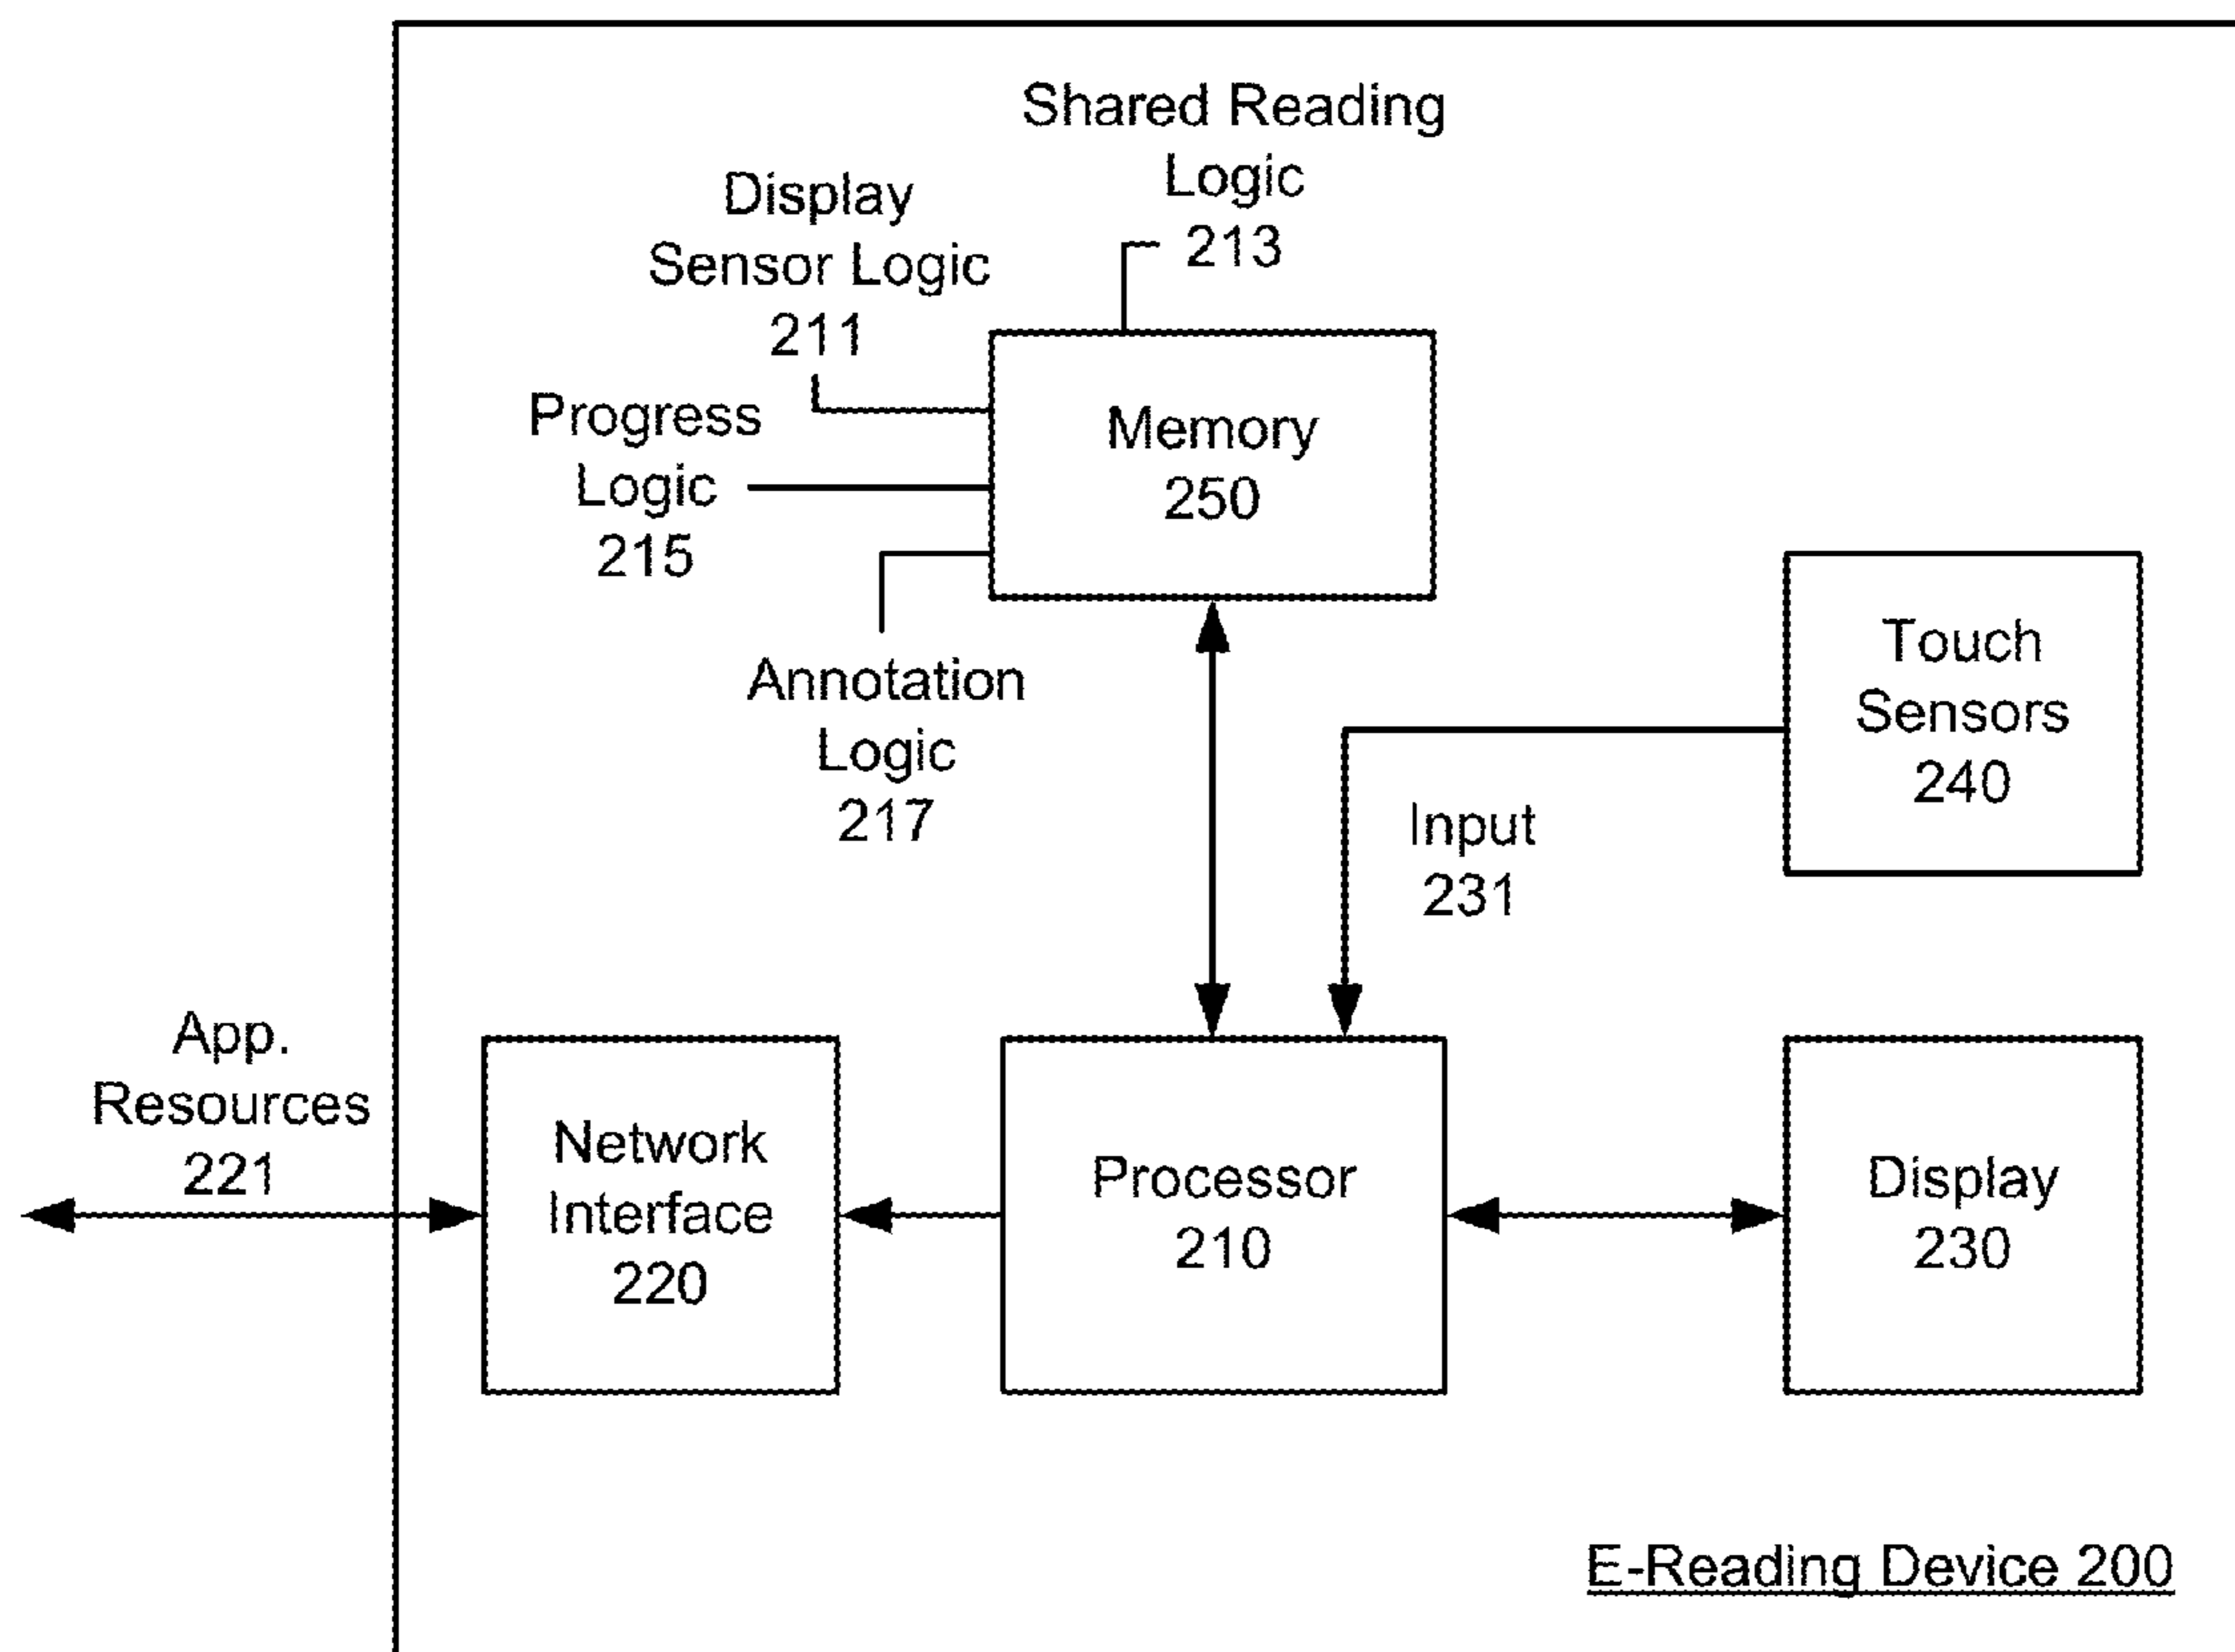 Shared Reading
Logic
213
Display
Sensor Logic
211
Progress
Logic
215
Memory
250
Annotation
Logic
217
Touch
Sensors
240
Input
231
App.
Resources
221
Network
Interface
220
Processor
210
Display
230
E-Reading Device 200